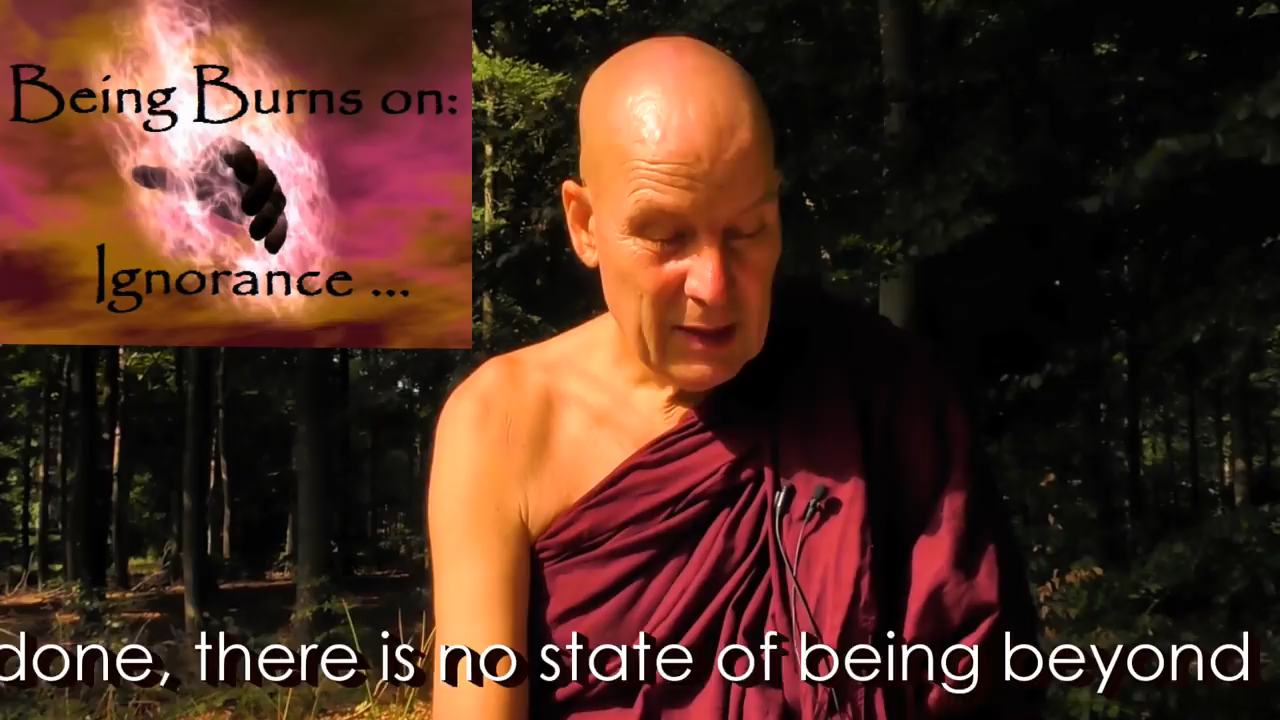 Being Burns on:
Ignorance ...
done, there is no state of being beyond